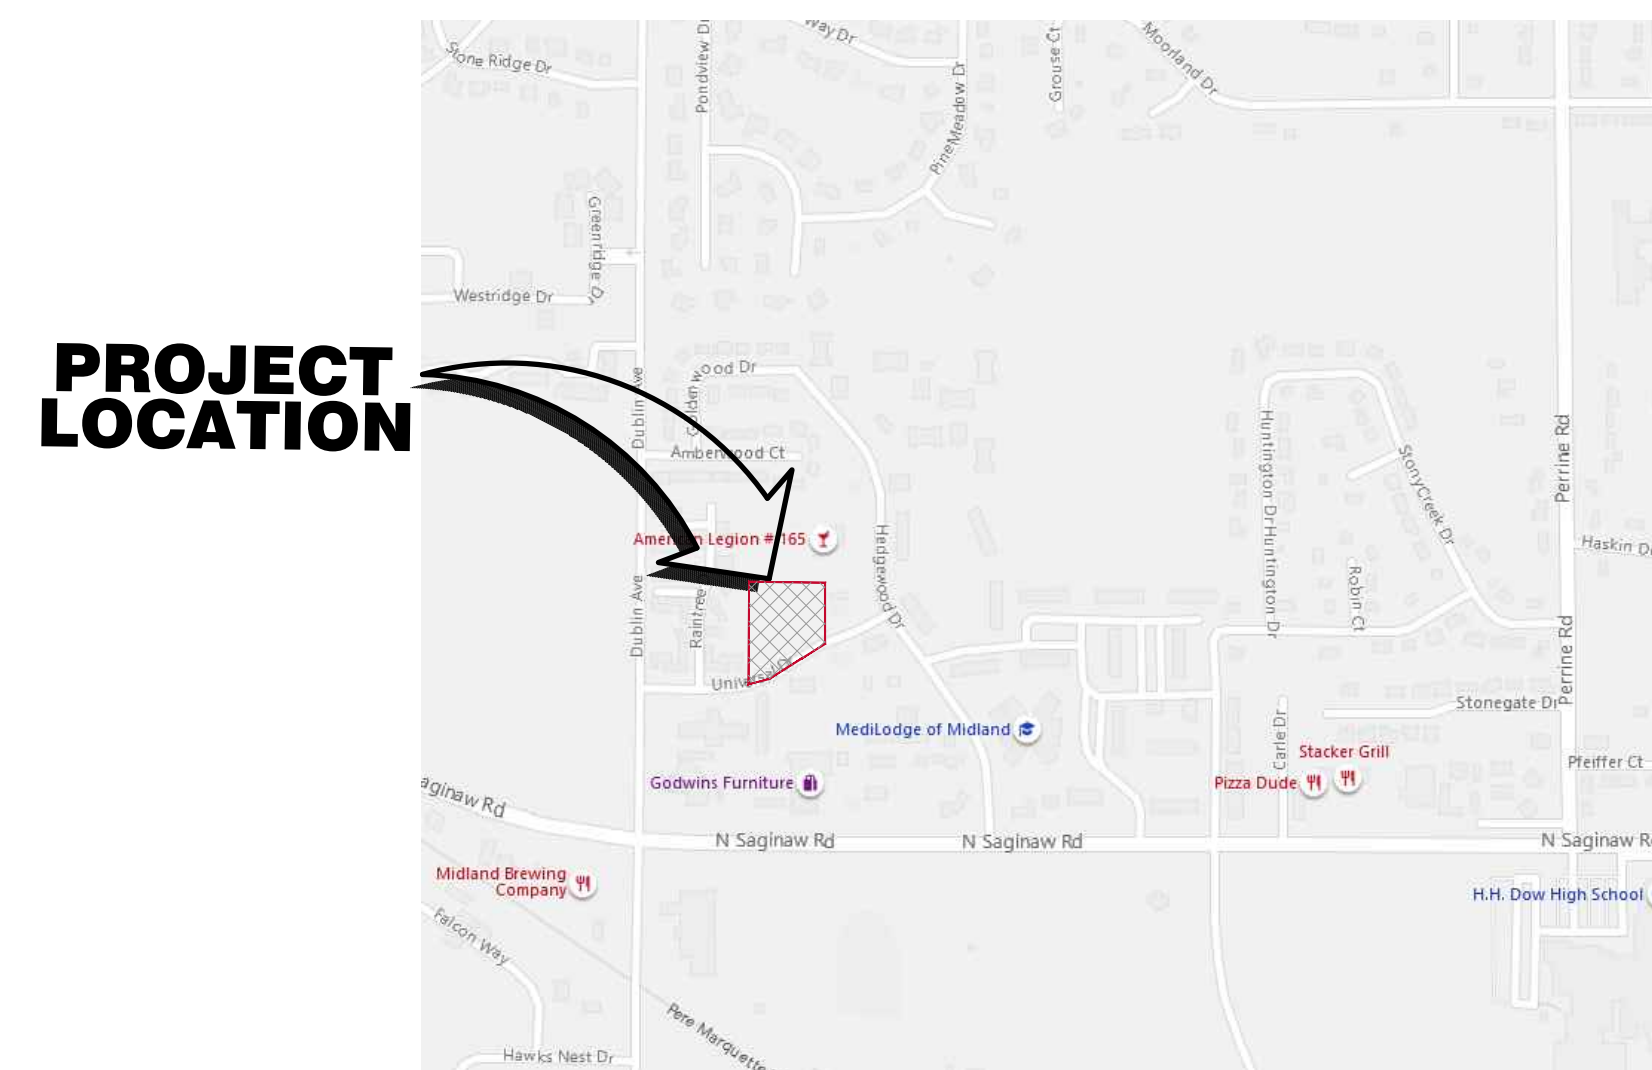 PROJECT
LOCATION
Stone Ridge Dr
Pondview Dr
Way Dr
PineMeadow Dr
Grouse Ct
Moorland Dr
Greenridge Dr
Westridge Dr
Dublin Ave
Goldenwood Dr
Amberwood Ct
American Legion # 165
Hedgewood Dr
Dublin Ave
Raintree
University
Huntington Dr
Huntington Dr
StonyCreek Dr
Robin Ct
Perrine Rd
Haskin D
Perrine Rd
Stonegate Dr
Carle Dr
Stacker Grill
Pizza Dude
Pfeiffer Ct
MediLodge of Midland
Godwins Furniture
aginaw Rd
N Saginaw Rd
N Saginaw Rd
N Saginaw R
Midland Brewing
Company
H.H. Dow High School
Falcon Way
Pere Marquette
Hawks Nest Dr